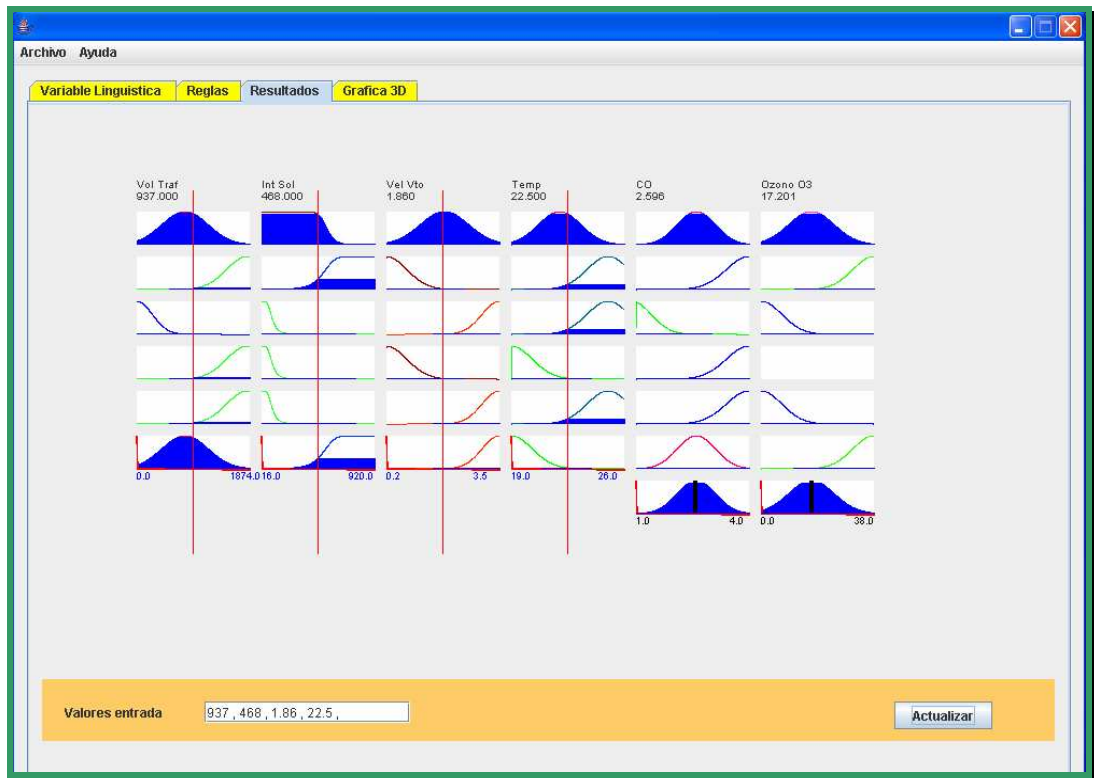 Archivo Ayuda
Variable Linguistica Reglas Resultados Grafica 3D
Vol Traf Int Sol Vel Vto Temp CO Ozono O3
937.000 468.000 1.860 22.500 2.596 17.201
0.0 1874.0 16.0 920.0 0.2 3.5 19.0 26.0
1.0 4.0 0.0 38.0
Valores entrada 937 , 468 , 1.86 , 22.5 , Actualizar